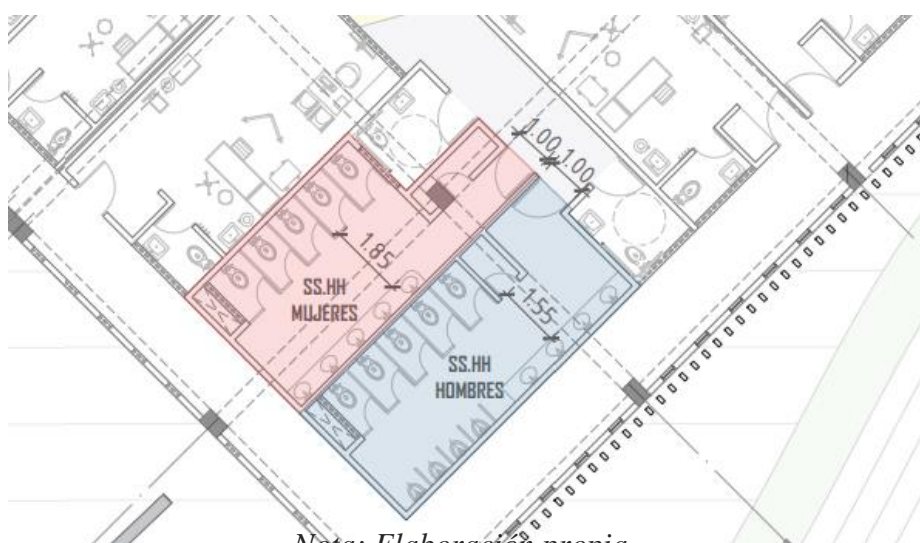 1.00
1.00
1.85
SS.HH
MUJERES
1.55
SS.HH
HOMBRES
Nota: Elaboración propia